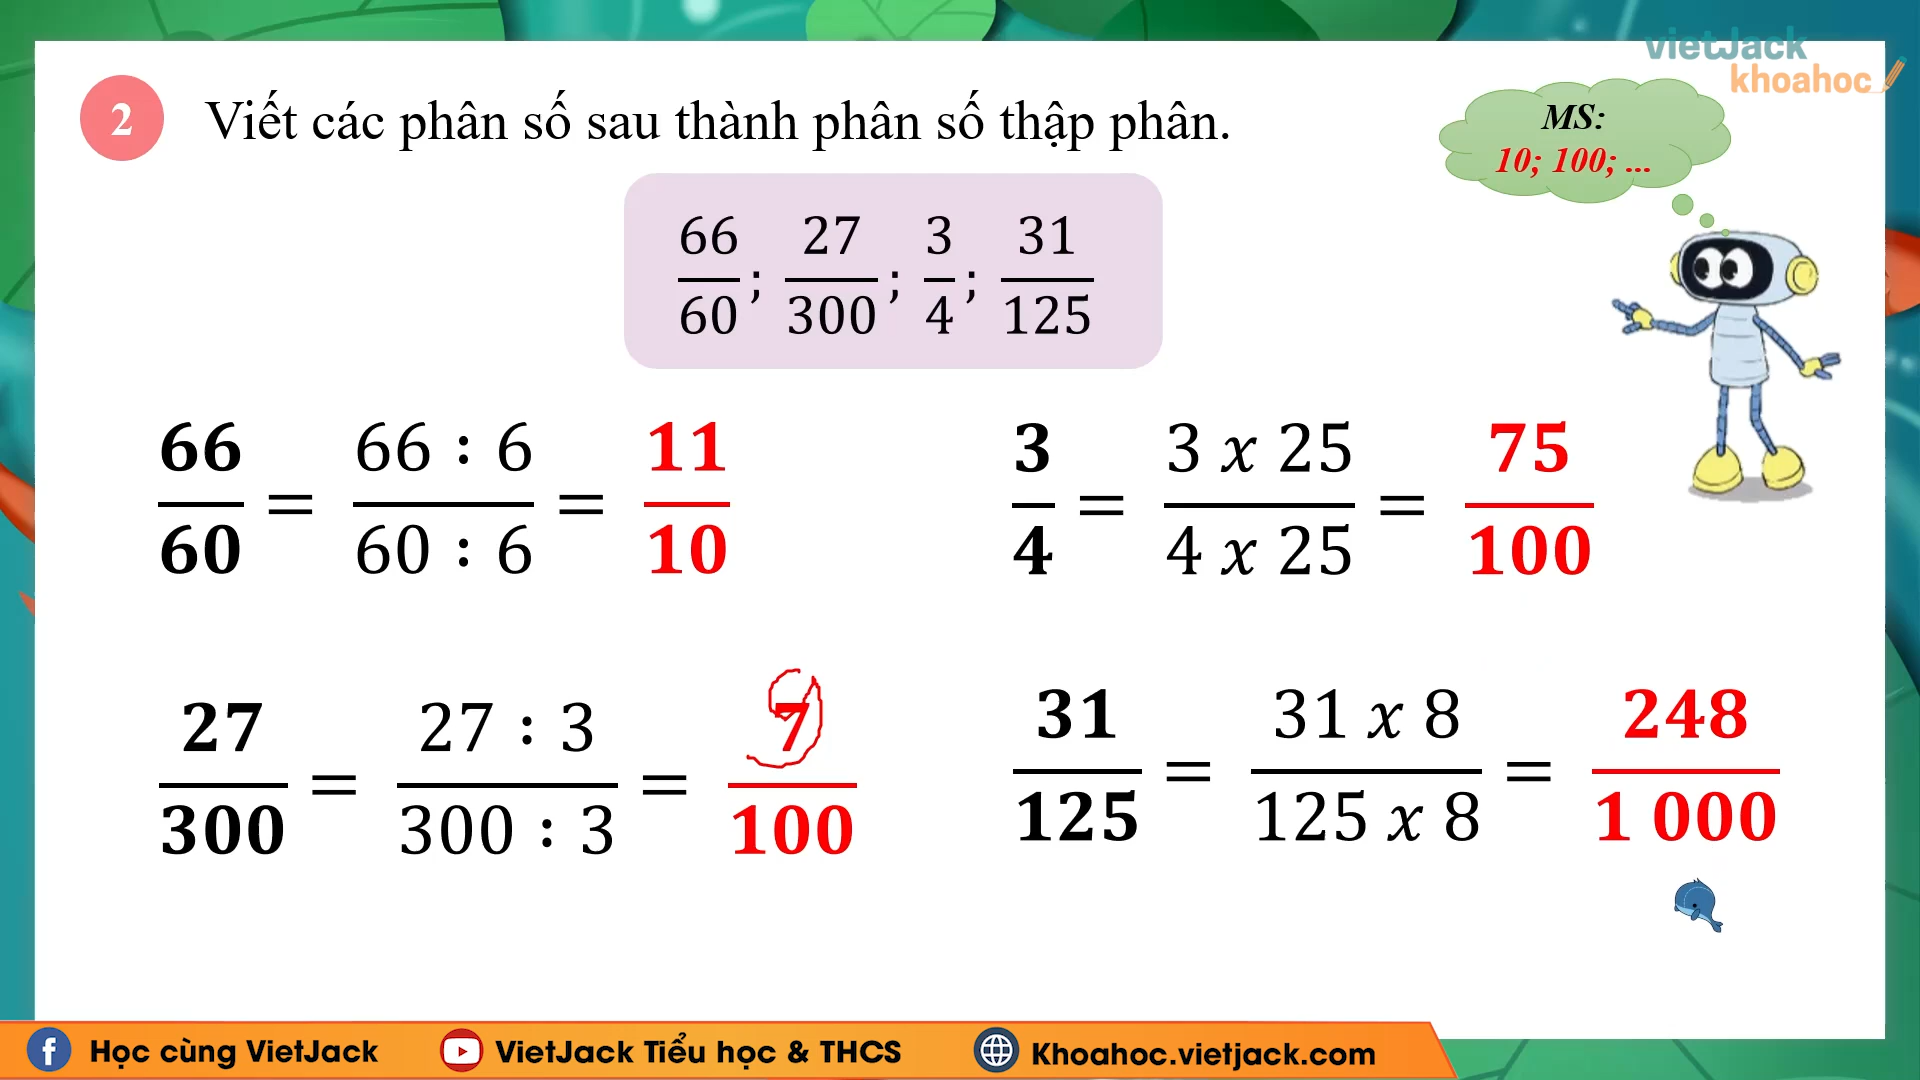 vietJack
khoahoc
2 Viết các phân số sau thành phân số thập phân.
MS:
10; 100; ...
66/60; 27/300; 3/4; 31/125
66/60 = 66 : 6/60 : 6 = 11/10
3/4 = 3 x 25/4 x 25 = 75/100
27/300 = 27 : 3/300 : 3 = 7/100
9
31/125 = 31 x 8/125 x 8 = 248/1 000
Học cùng VietJack
VietJack Tiểu học & THCS
Khoahoc.vietjack.com